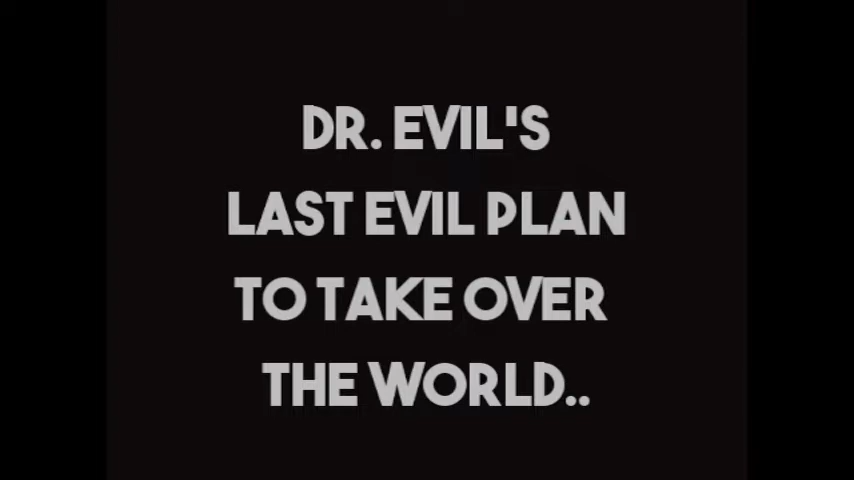 DR. EVIL'S
LAST EVIL PLAN
TO TAKE OVER
THE WORLD..